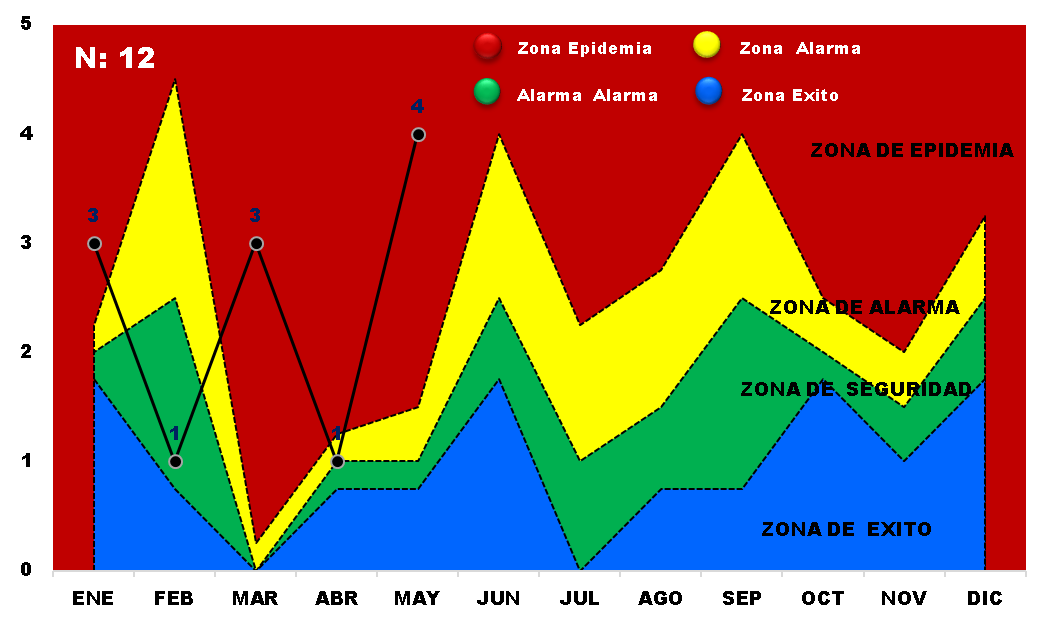 5
N: 12
Zona Epidemia
Zona Alarma
Alarma Alarma
Zona Exito
4
4
ZONA DE EPIDEMIA
3
3
3
ZONA DE ALARMA
2
ZONA DE SEGURIDAD
1
1
1
ZONA DE EXITO
0
ENE FEB MAR ABR MAY JUN JUL AGO SEP OCT NOV DIC